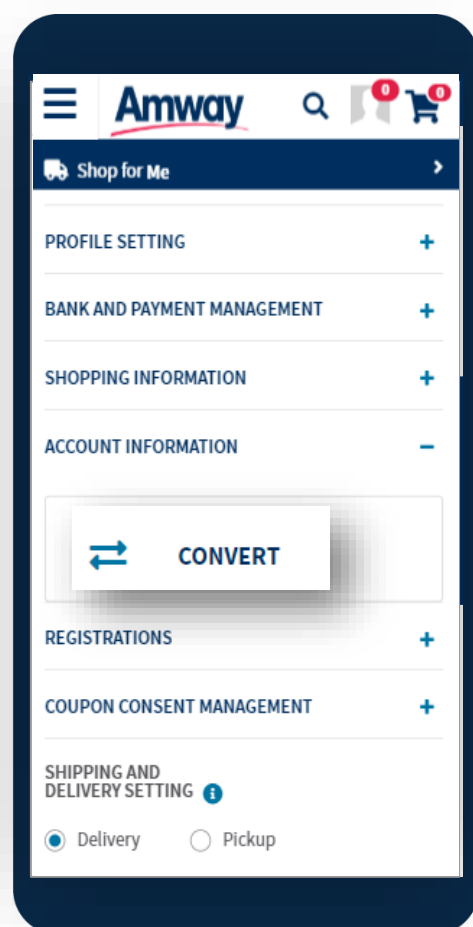 Amway
0
0
Shop for Me
PROFILE SETTING
BANK AND PAYMENT MANAGEMENT
SHOPPING INFORMATION
ACCOUNT INFORMATION
CONVERT
REGISTRATIONS
COUPON CONSENT MANAGEMENT
SHIPPING AND
DELIVERY SETTING
Delivery Pickup